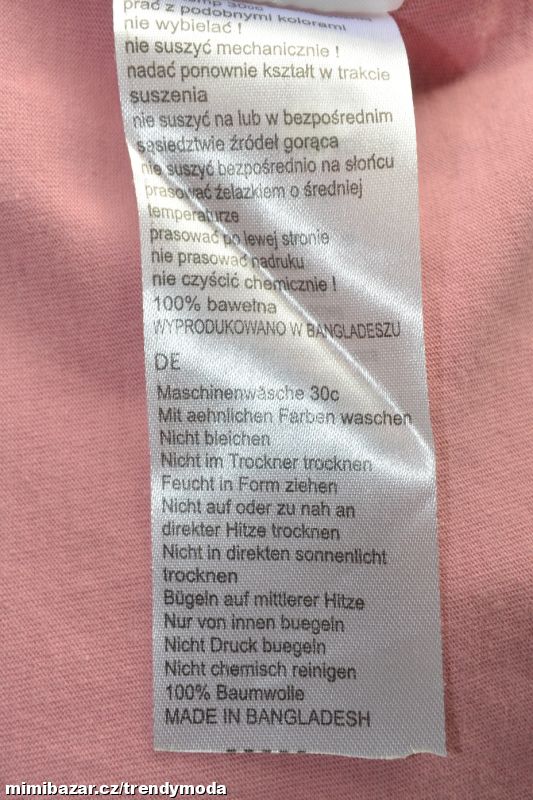 30c
prać z podobnymi kolorami
nie wybielać !
nie suszyć mechanicznie !
nadać ponownie kształt w trakcie
suszenia
nie suszyć na lub w bezpośrednim
sąsiedztwie źródeł gorąca
nie suszyć bezpośrednio na słońcu
prasować żelazkiem o średniej
temperaturze
prasować po lewej stronie
nie prasować nadruku
nie czyścić chemicznie !
100% bawełna
WYPRODUKOWANO W BANGLADESZU
DE
Maschinenwäsche 30c
Mit aehnlichen Farben waschen
Nicht bleichen
Nicht im Trockner trocknen
Feucht in Form ziehen
Nicht auf oder zu nah an
direkter Hitze trocknen
Nicht in direkten sonnenlicht
trocknen
Bügeln auf mittlerer Hitze
Nur von innen buegeln
Nicht Druck buegeln
Nicht chemisch reinigen
100% Baumwolle
MADE IN BANGLADESH
mimibazar.cz/trendymoda